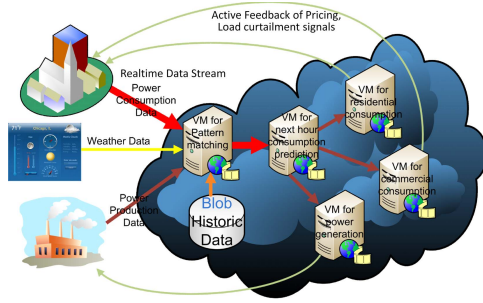 Active Feedback of Pricing,
Load curtailment signals
Realtime Data Stream
Power
Consumption
Data
Weather Data
Power
Production
Data
VM for
Pattern
matching
Blob
Historic
Data
VM for
next hour
consumption
prediction
VM for
residential
consumption
VM for
commercial
consumption
VM for
power
generation